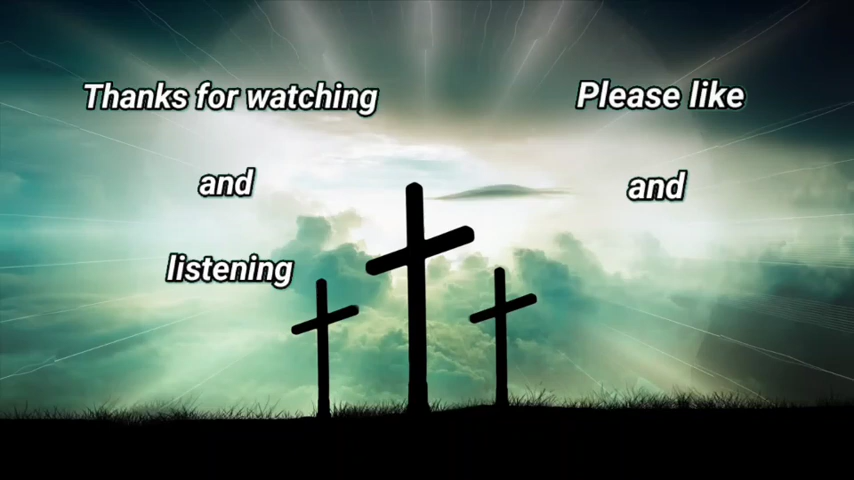 Thanks for watching
and
listening
Please like
and